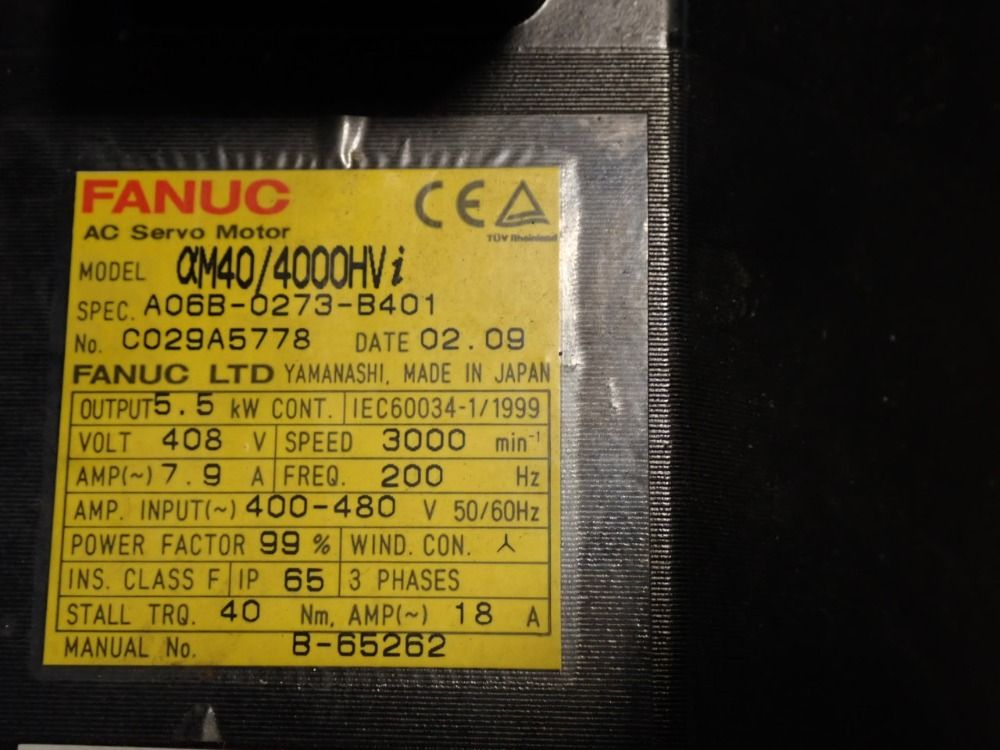 FANUC
CE
TÜV Rheinland
AC Servo Motor
MODEL αM40/4000HVi
SPEC. A06B-0273-B401
No. C029A5778 DATE 02.09
FANUC LTD YAMANASHI, MADE IN JAPAN
OUTPUT 5.5 kW CONT. IEC60034-1/1999
VOLT 408 V SPEED 3000 min⁻¹
AMP(~) 7.9 A FREQ. 200 Hz
AMP. INPUT(~) 400-480 V 50/60Hz
POWER FACTOR 99 % WIND. CON. 人
INS. CLASS F IP 65 3 PHASES
STALL TRQ. 40 Nm, AMP(~) 18 A
MANUAL No. B-65262